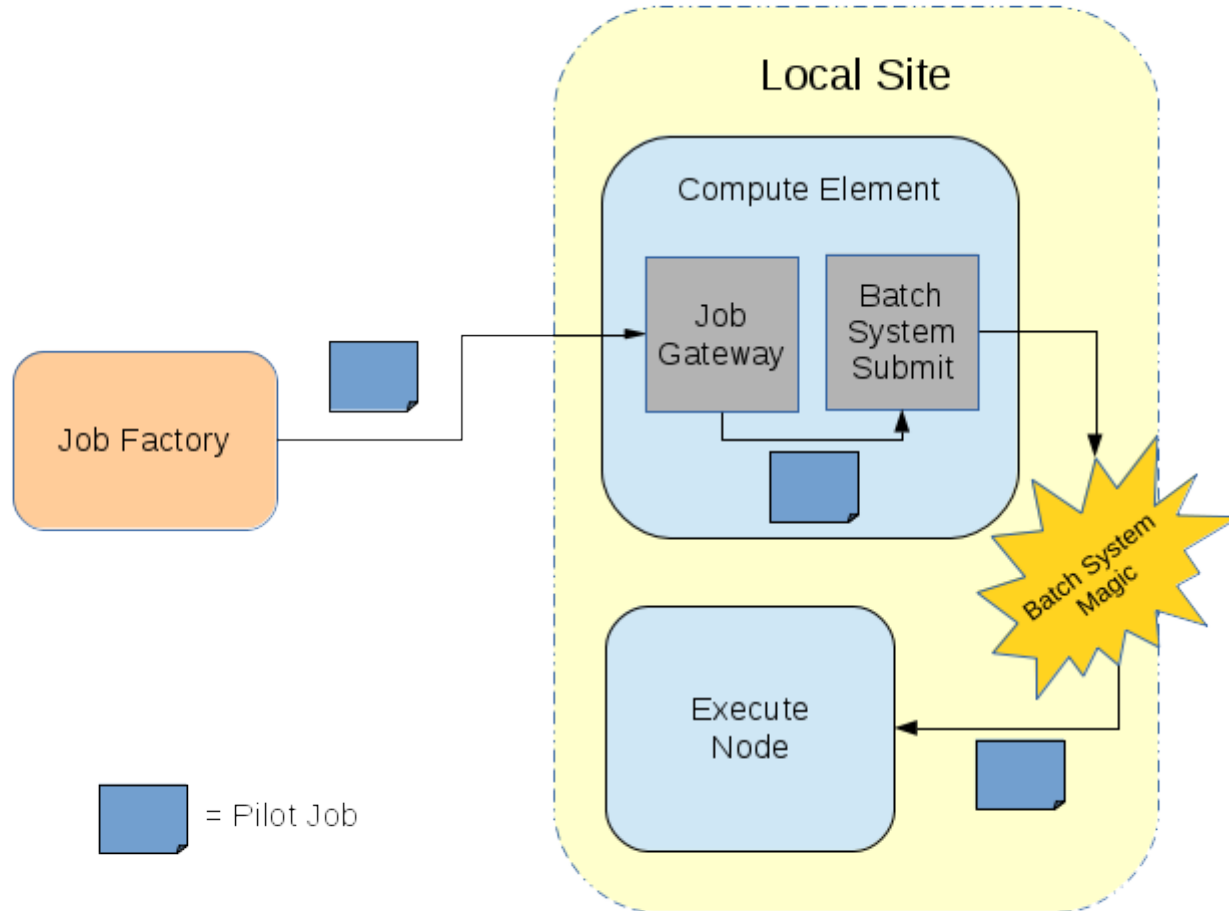 Local Site
Compute Element
Job
Gateway
Batch
System
Submit
Job Factory
Batch System
Magic
Execute
Node
= Pilot Job